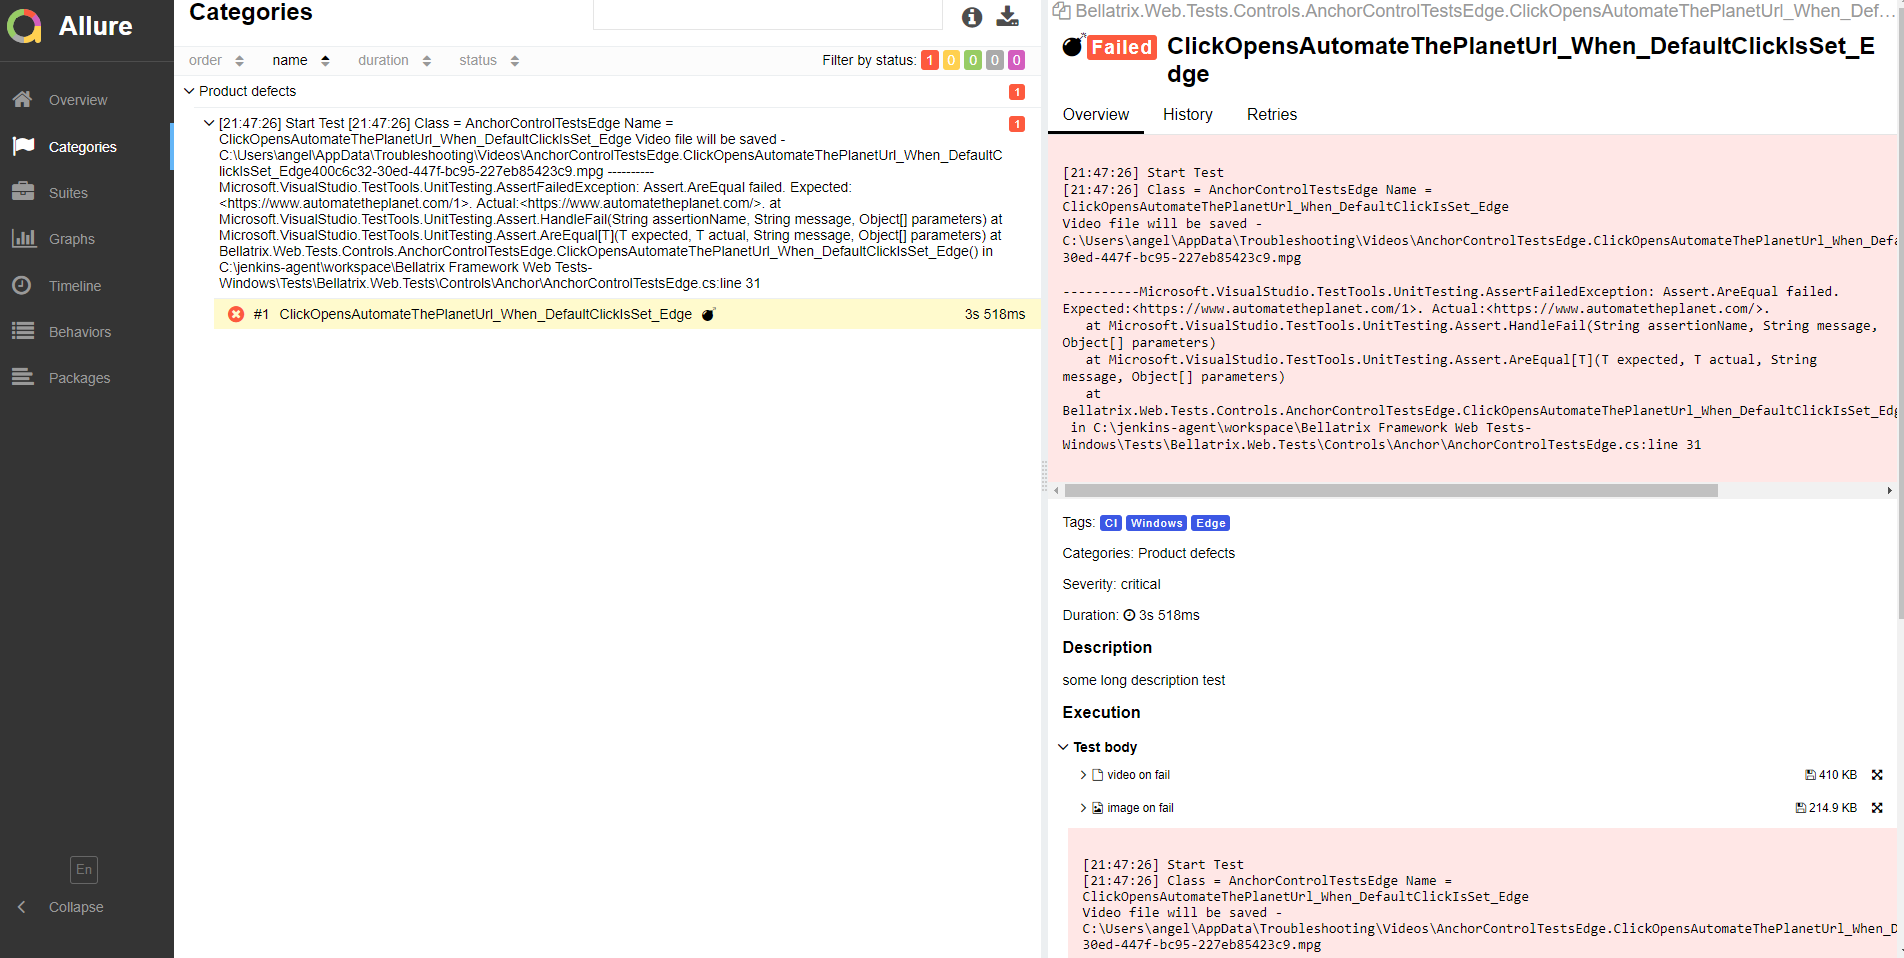 Allure
Overview
Categories
Suites
Graphs
Timeline
Behaviors
Packages
En
Collapse
Categories
order name duration status Filter by status: 1 0 0 0 0
Product defects 1
[21:47:26] Start Test [21:47:26] Class = AnchorControlTestsEdge Name = 1
ClickOpensAutomateThePlanetUrl_When_DefaultClickIsSet_Edge Video file will be saved -
C:\Users\angel\AppData\Troubleshooting\Videos\AnchorControlTestsEdge.ClickOpensAutomateThePlanetUrl_When_DefaultC
lickIsSet_Edge400c6c32-30ed-447f-bc95-227eb85423c9.mpg ----------
Microsoft.VisualStudio.TestTools.UnitTesting.AssertFailedException: Assert.AreEqual failed. Expected:
<https://www.automatetheplanet.com/1>. Actual:<https://www.automatetheplanet.com/>. at
Microsoft.VisualStudio.TestTools.UnitTesting.Assert.HandleFail(String assertionName, String message, Object[] parameters) at
Microsoft.VisualStudio.TestTools.UnitTesting.Assert.AreEqual[T](T expected, T actual, String message, Object[] parameters) at
Bellatrix.Web.Tests.Controls.AnchorControlTestsEdge.ClickOpensAutomateThePlanetUrl_When_DefaultClickIsSet_Edge() in
C:\jenkins-agent\workspace\Bellatrix Framework Web Tests-
Windows\Tests\Bellatrix.Web.Tests\Controls\Anchor\AnchorControlTestsEdge.cs:line 31
#1 ClickOpensAutomateThePlanetUrl_When_DefaultClickIsSet_Edge 3s 518ms
Bellatrix.Web.Tests.Controls.AnchorControlTestsEdge.ClickOpensAutomateThePlanetUrl_When_Def...
Failed ClickOpensAutomateThePlanetUrl_When_DefaultClickIsSet_E
dge
Overview History Retries
[21:47:26] Start Test
[21:47:26] Class = AnchorControlTestsEdge Name =
ClickOpensAutomateThePlanetUrl_When_DefaultClickIsSet_Edge
Video file will be saved -
C:\Users\angel\AppData\Troubleshooting\Videos\AnchorControlTestsEdge.ClickOpensAutomateThePlanetUrl_When_Defa
30ed-447f-bc95-227eb85423c9.mpg
----------Microsoft.VisualStudio.TestTools.UnitTesting.AssertFailedException: Assert.AreEqual failed.
Expected:<https://www.automatetheplanet.com/1>. Actual:<https://www.automatetheplanet.com/>.
at Microsoft.VisualStudio.TestTools.UnitTesting.Assert.HandleFail(String assertionName, String message,
Object[] parameters)
at Microsoft.VisualStudio.TestTools.UnitTesting.Assert.AreEqual[T](T expected, T actual, String
message, Object[] parameters)
at
Bellatrix.Web.Tests.Controls.AnchorControlTestsEdge.ClickOpensAutomateThePlanetUrl_When_DefaultClickIsSet_Edg
in C:\jenkins-agent\workspace\Bellatrix Framework Web Tests-
Windows\Tests\Bellatrix.Web.Tests\Controls\Anchor\AnchorControlTestsEdge.cs:line 31
Tags: CI Windows Edge
Categories: Product defects
Severity: critical
Duration: 3s 518ms
Description
some long description test
Execution
Test body
video on fail 410 KB
image on fail 214.9 KB
[21:47:26] Start Test
[21:47:26] Class = AnchorControlTestsEdge Name =
ClickOpensAutomateThePlanetUrl_When_DefaultClickIsSet_Edge
Video file will be saved -
C:\Users\angel\AppData\Troubleshooting\Videos\AnchorControlTestsEdge.ClickOpensAutomateThePlanetUrl_When_D
30ed-447f-bc95-227eb85423c9.mpg